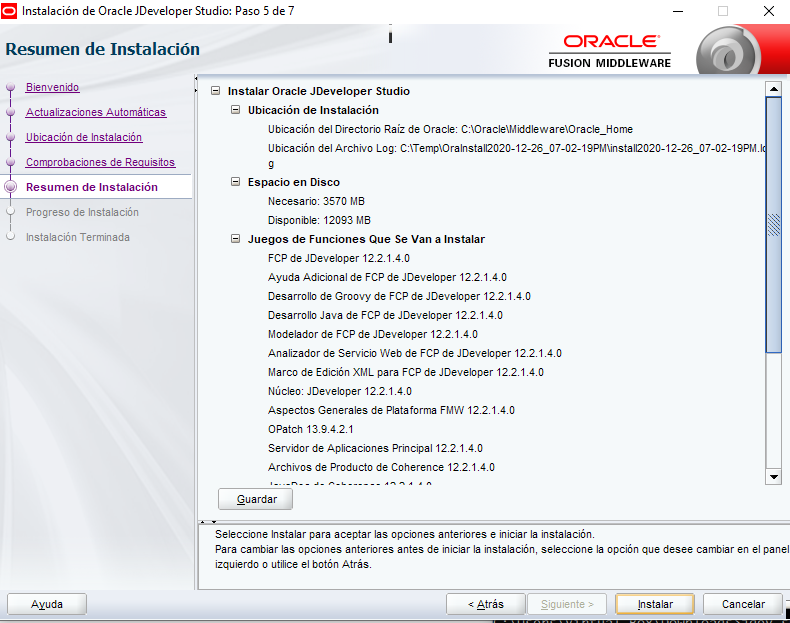 Instalación de Oracle JDeveloper Studio: Paso 5 de 7
Resumen de Instalación
ORACLE
FUSION MIDDLEWARE
Bienvenido
Actualizaciones Automáticas
Ubicación de Instalación
Comprobaciones de Requisitos
Resumen de Instalación
Progreso de Instalación
Instalación Terminada
Instalar Oracle JDeveloper Studio
Ubicación de Instalación
Ubicación del Directorio Raíz de Oracle: C:\Oracle\Middleware\Oracle_Home
Ubicación del Archivo Log: C:\Temp\OraInstall2020-12-26_07-02-19PM\install2020-12-26_07-02-19PM.lo
g
Espacio en Disco
Necesario: 3570 MB
Disponible: 12093 MB
Juegos de Funciones Que Se Van a Instalar
FCP de JDeveloper 12.2.1.4.0
Ayuda Adicional de FCP de JDeveloper 12.2.1.4.0
Desarrollo de Groovy de FCP de JDeveloper 12.2.1.4.0
Desarrollo Java de FCP de JDeveloper 12.2.1.4.0
Modelador de FCP de JDeveloper 12.2.1.4.0
Analizador de Servicio Web de FCP de JDeveloper 12.2.1.4.0
Marco de Edición XML para FCP de JDeveloper 12.2.1.4.0
Núcleo: JDeveloper 12.2.1.4.0
Aspectos Generales de Plataforma FMW 12.2.1.4.0
OPatch 13.9.4.2.1
Servidor de Aplicaciones Principal 12.2.1.4.0
Archivos de Producto de Coherence 12.2.1.4.0
JavaDoc de Coherence 12.2.1.4.0
Guardar
Seleccione Instalar para aceptar las opciones anteriores e iniciar la instalación.
Para cambiar las opciones anteriores antes de iniciar la instalación, seleccione la opción que desee cambiar en el panel
izquierdo o utilice el botón Atrás.
Ayuda
< Atrás
Siguiente >
Instalar
Cancelar